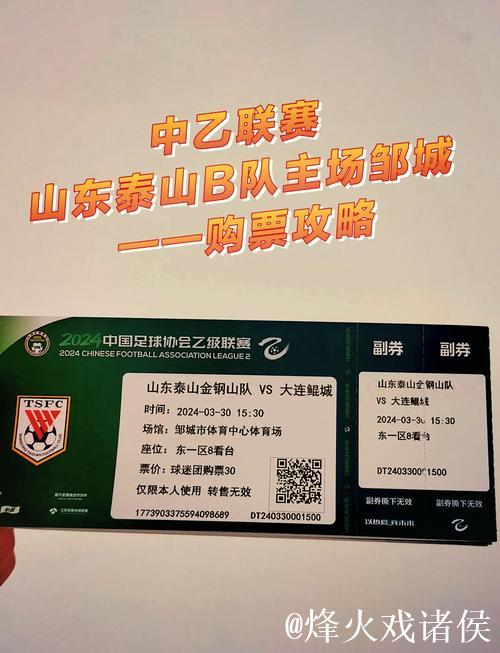 中乙联赛
山东泰山B队主场邹城
——购票攻略
2024中国足球协会乙级联赛
2024 CHINESE FOOTBALL ASSOCIATION LEAGUE 2
TSFC
山东泰山金钢山队 VS 大连鲲城
时间：2024-03-30 15:30
场馆：邹城市体育中心体育场
座位：东一区8看台
票价：球迷团购票30
仅限本人使用 转售无效
1773903375594098689
DT240330001500
副券
山东泰山金钢山队
VS 大连鲲城
2024-03-30 15:30
东一区8看台
DT240330001500
副券撕下无效
副券
副券撕下无效
@烽火戏诸侯